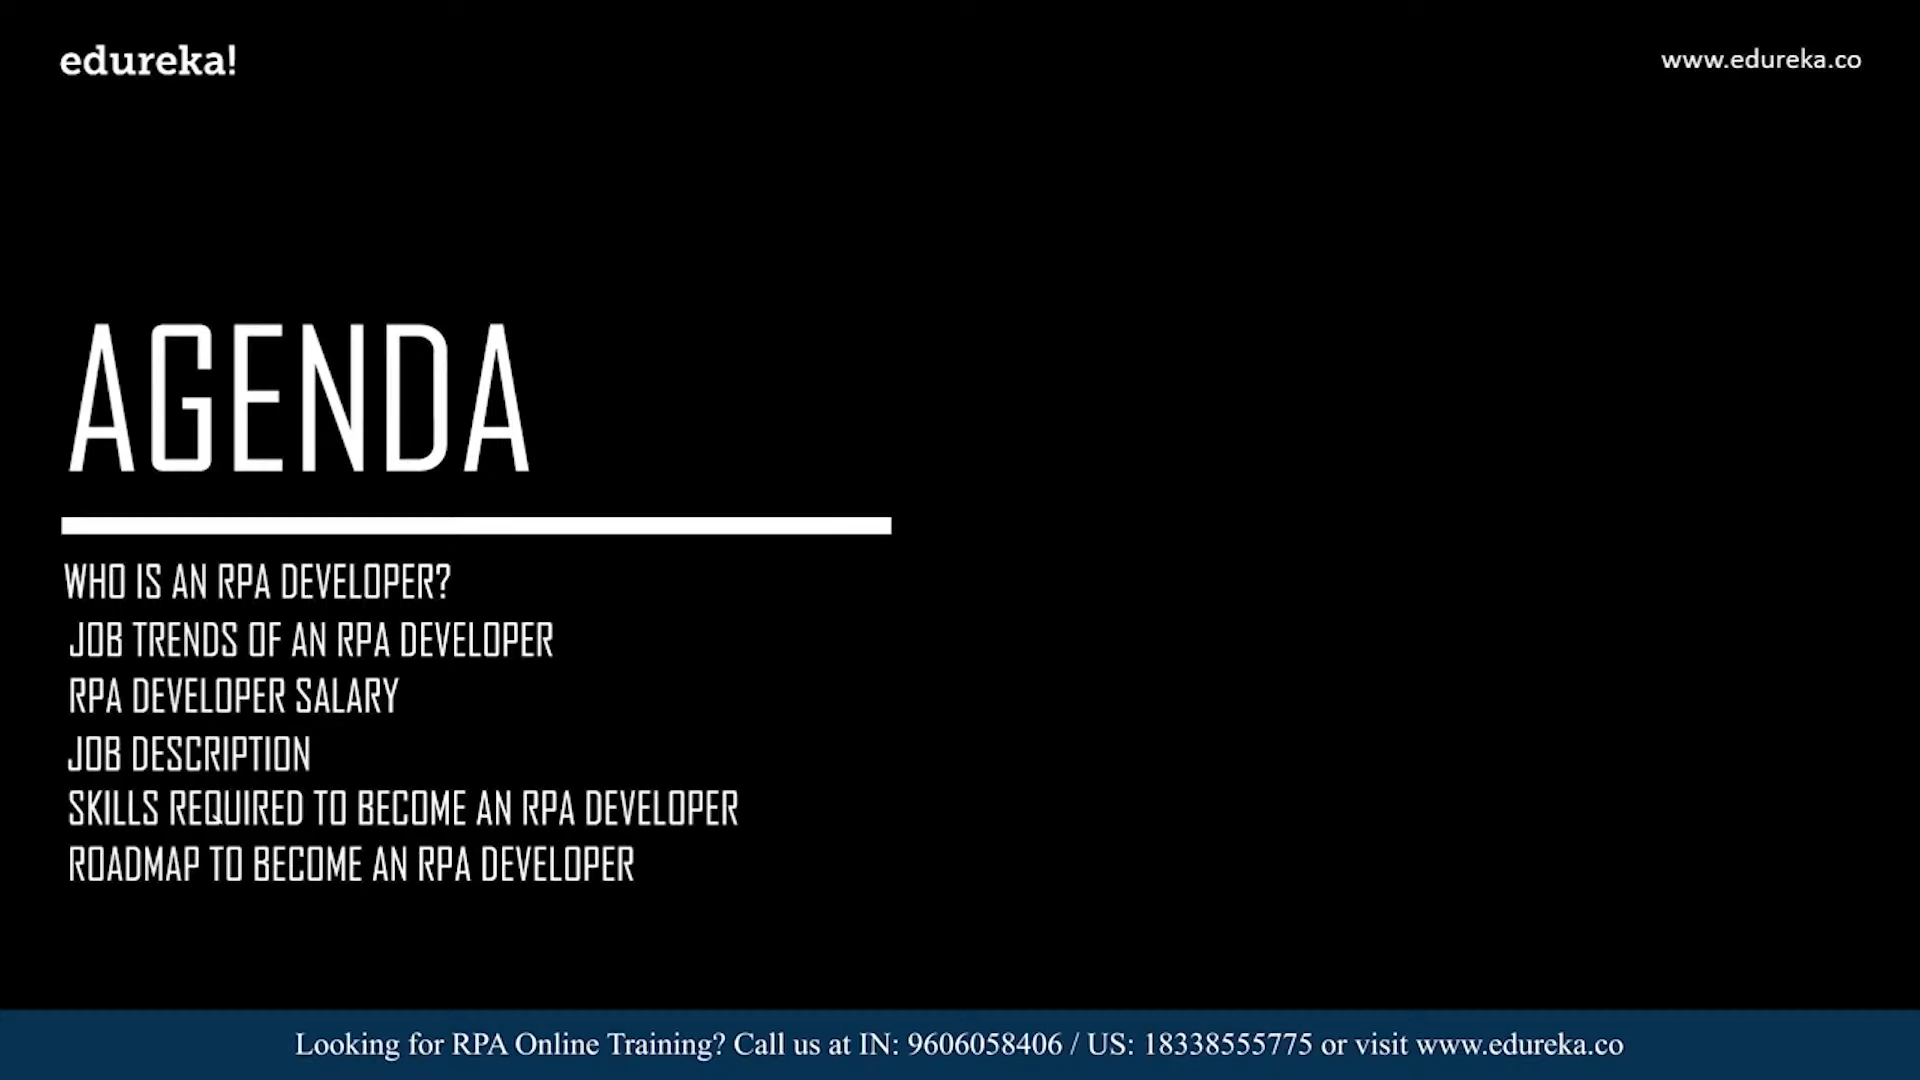 edureka!
www.edureka.co
AGENDA
WHO IS AN RPA DEVELOPER?
JOB TRENDS OF AN RPA DEVELOPER
RPA DEVELOPER SALARY
JOB DESCRIPTION
SKILLS REQUIRED TO BECOME AN RPA DEVELOPER
ROADMAP TO BECOME AN RPA DEVELOPER
Looking for RPA Online Training? Call us at IN: 9606058406 / US: 18338555775 or visit www.edureka.co